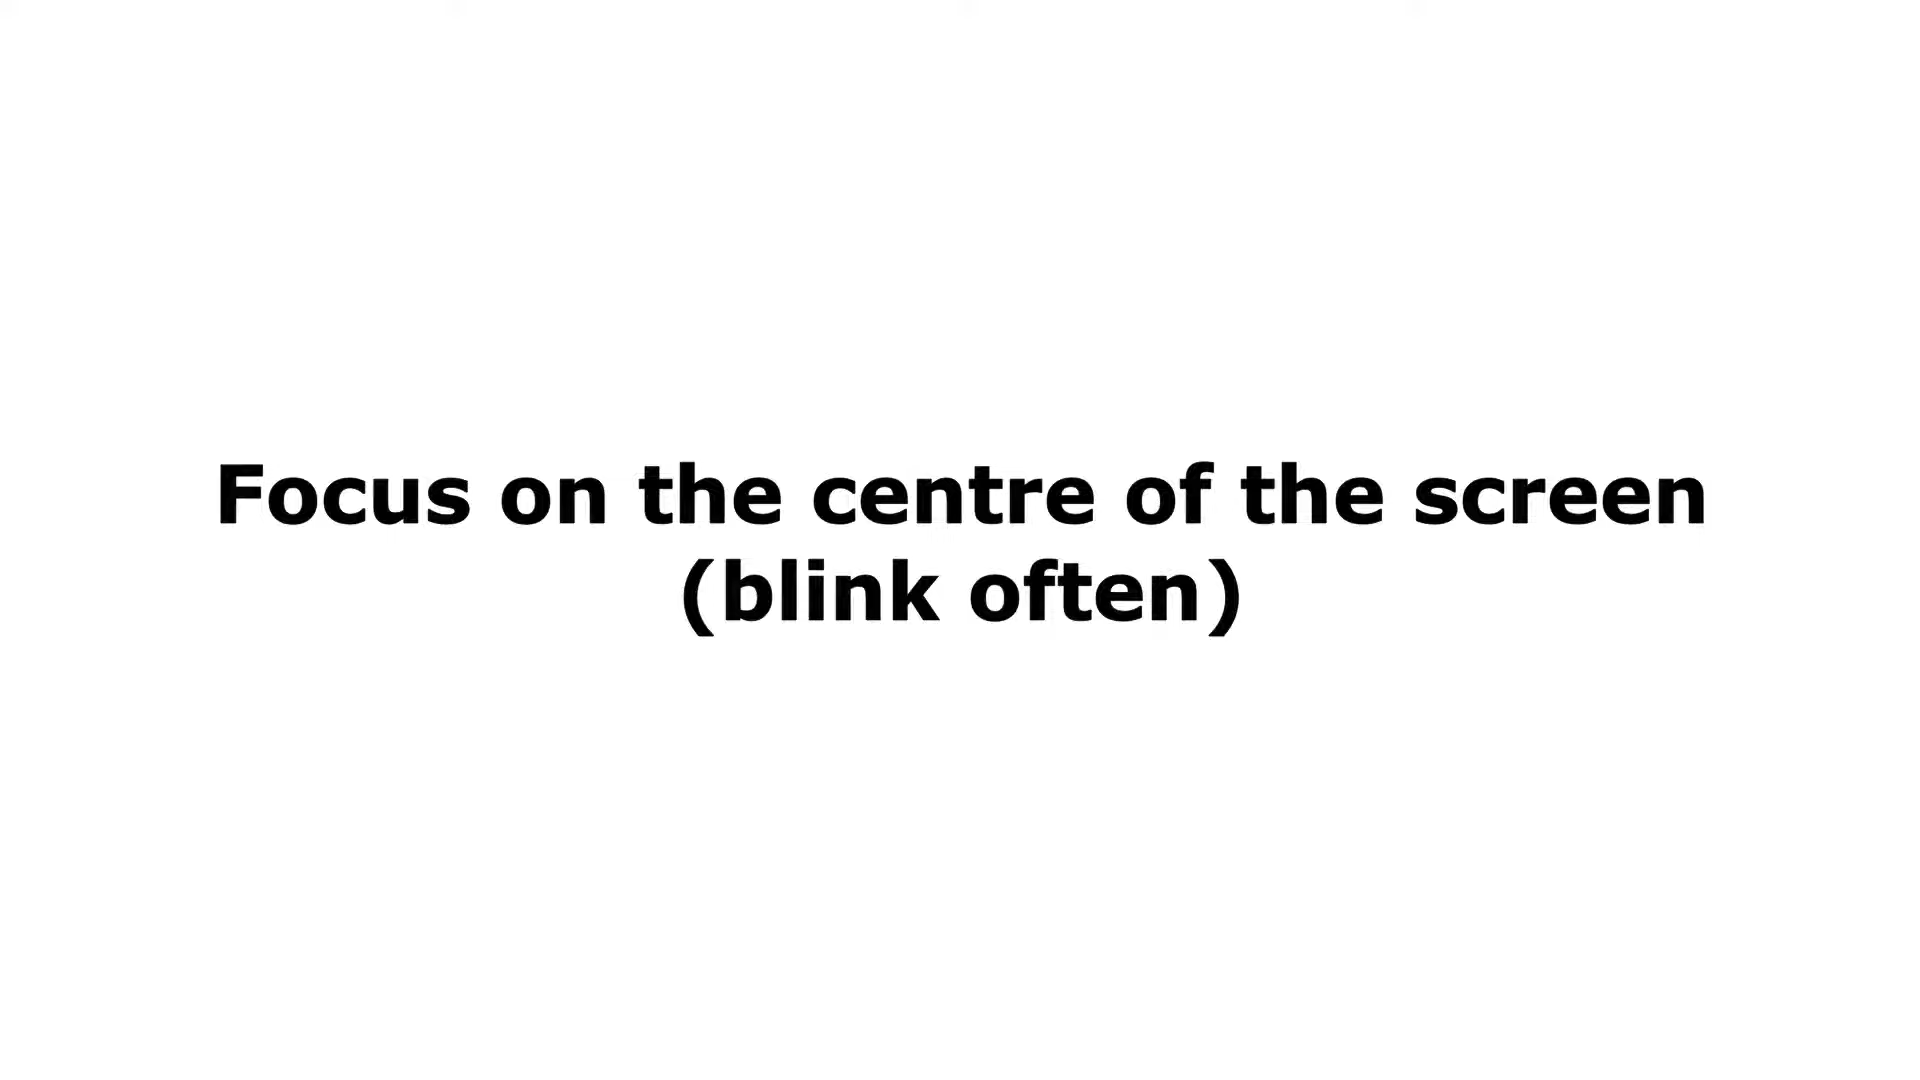 Focus on the centre of the screen
(blink often)